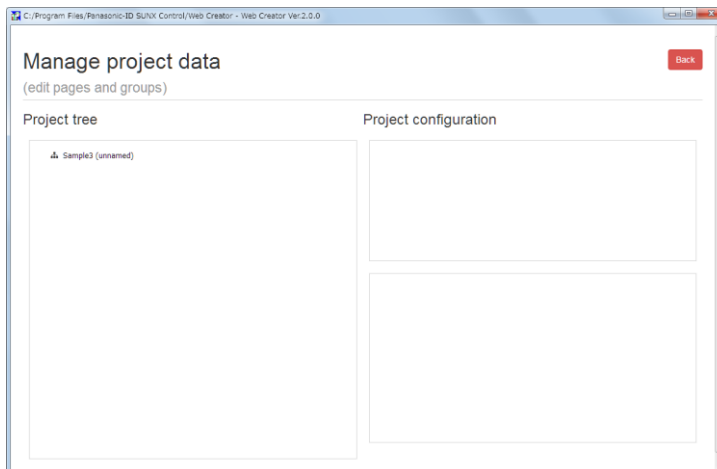 C:/Program Files/Panasonic-ID SUNX Control/Web Creator - Web Creator Ver.2.0.0
Manage project data
Back
(edit pages and groups)
Project tree
Project configuration
Sample3 (unnamed)